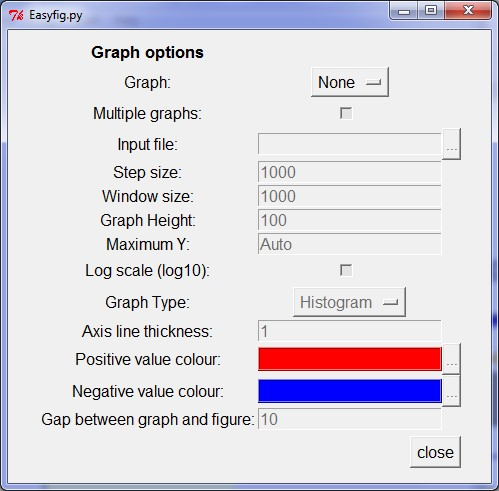 Easyfig.py
Graph options
Graph: None
Multiple graphs:
Input file: ...
Step size: 1000
Window size: 1000
Graph Height: 100
Maximum Y: Auto
Log scale (log10):
Graph Type: Histogram
Axis line thickness: 1
Positive value colour: ...
Negative value colour: ...
Gap between graph and figure: 10
close